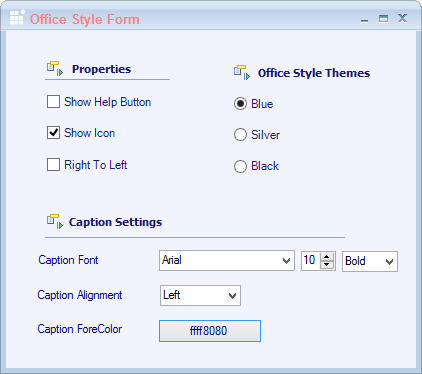 Office Style Form
Properties
Office Style Themes
Show Help Button
Blue
Show Icon
Silver
Right To Left
Black
Caption Settings
Caption Font Arial 10 Bold
Caption Alignment Left
Caption ForeColor ffff8080